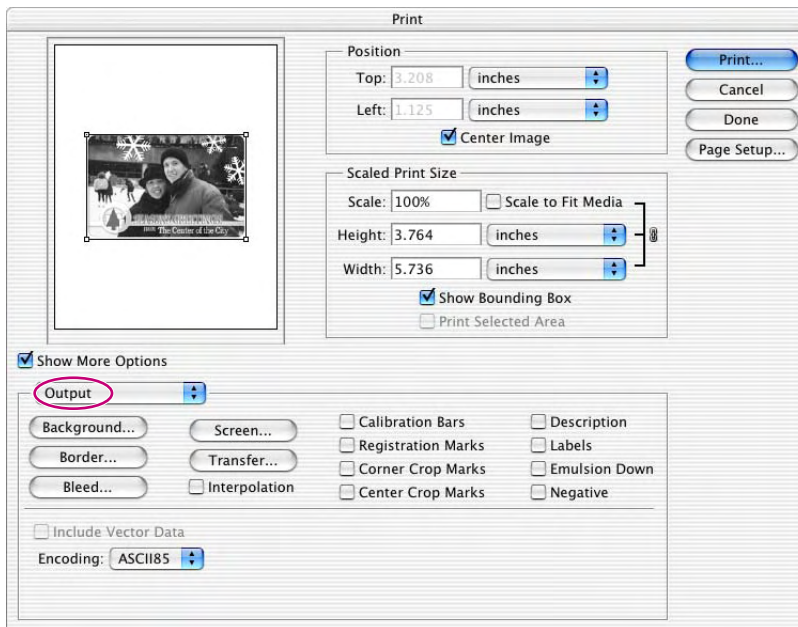 Print
Position
Top: 3.208 inches
Left: 1.125 inches
Center Image
Print...
Cancel
Done
Page Setup...
The Center of the City
Scaled Print Size
Scale: 100% Scale to Fit Media
Height: 3.764 inches
Width: 5.736 inches
Show Bounding Box
Print Selected Area
Show More Options
Output
Background...
Border...
Bleed...
Screen...
Transfer...
Interpolation
Calibration Bars
Registration Marks
Corner Crop Marks
Center Crop Marks
Description
Labels
Emulsion Down
Negative
Include Vector Data
Encoding: ASCII85